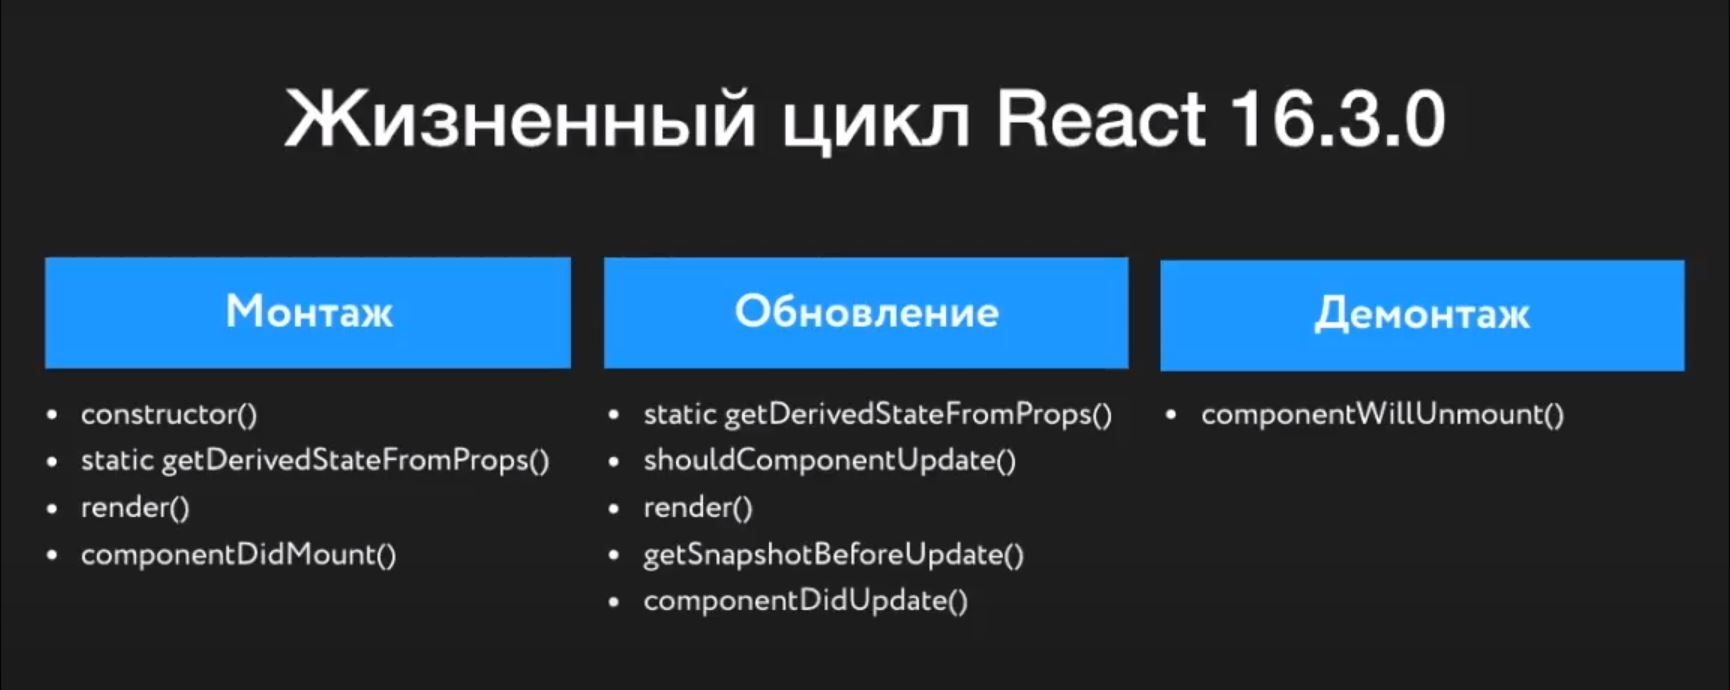 Жизненный цикл React 16.3.0
Монтаж
• constructor()
• static getDerivedStateFromProps()
• render()
• componentDidMount()
Обновление
• static getDerivedStateFromProps()
• shouldComponentUpdate()
• render()
• getSnapshotBeforeUpdate()
• componentDidUpdate()
Демонтаж
• componentWillUnmount()